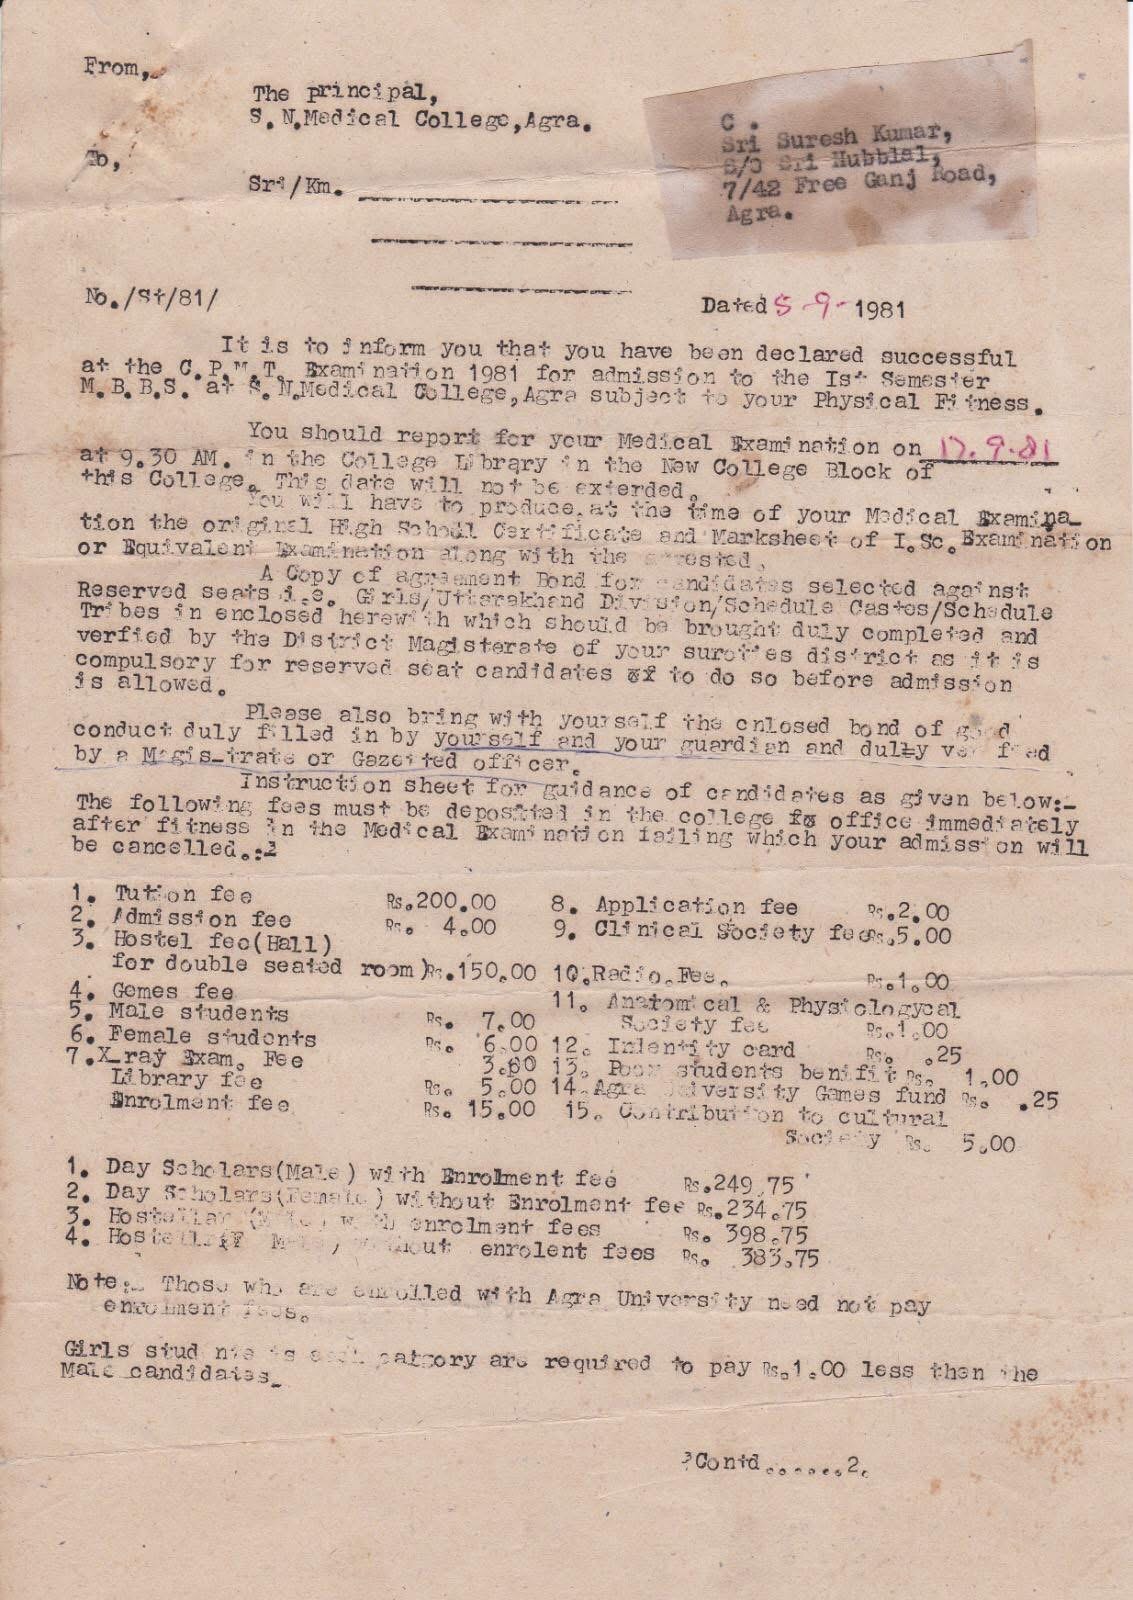 From,
The Principal,
S.N.Medical College,Agra.
C .
Sri Suresh Kumar,
S/O Sri Hubblal,
7/42 Free Ganj Road,
Agra.
To,
Sri/Km.
No./St/81/
Dated 5-9-1981
It is to inform you that you have been declared successful
at the C.P.M.T. Examination 1981 for admission to the Ist Semester
M.B.B.S. at S.N.Medical College,Agra subject to your Physical Fitness.
You should report for your Medical Examination on 17.9.81
at 9.30 AM. in the College Library in the New College Block of
this College. This date will not be extended.
You will have to produce at the time of your Medical Examina_
tion the original High School Certificate and Marksheet of I.Sc.Examination
or Equivalent Examination along with the
A Copy of agreement Bond for candidates selected against
Reserved seats i.e. Girls/Uttarakhand Division/Schedule Castes/Schedule
Tribes in enclosed herewith which should be brought duly completed and
verfied by the District Magisterate of your sureties district as it is
compulsory for reserved seat candidates to do so before admission
is allowed.
Please also bring with yourself the enlosed bond of good
conduct duly filled in by yourself and your guardian and dully verified
by a Magis_trate or Gazetted officer.
Instruction sheet for guidance of candidates as given below:-
The following fees must be deposited in the college office immediately
after fitness in the Medical Examination failing which your admission will
be cancelled.
1. Tution fee Rs.200.00 8. Application fee Rs.2.00
2. Admission fee Rs. 4.00 9. Clinical Society fee Rs.5.00
3. Hostel fee(Hall)
for double seated room) Rs.150.00 10.Radio.Fee. Rs.1.00
4. Gemes fee 11. Anatomical & Physiologycal
5. Male students Rs. 7.00 Society fee Rs.1.00
6. Female students Rs. 6.00 12. Indentity card Rs. .25
7.X_ray Exam. Fee 3.60 13. Poor students benifit Rs. 1.00
Library fee Rs. 5.00 14.Agra University Games fund Rs. .25
Enrolment fee Rs. 15.00 15. Contribution to cultural
Society Rs. 5.00
1. Day Scholars(Male) with Enrolment fee Rs.249.75
2. Day Scholars(Female) without Enrolment fee Rs.234.75
3. Hostellar (Male) with enrolment fees Rs. 398.75
4. without enrolent fees Rs. 383.75
Note:- Those who are enrolled with Agra University need not pay
enrolment fees.
Girls students each catgory are required to pay Rs.1.00 less then the
Male candidates_
Contd......2.